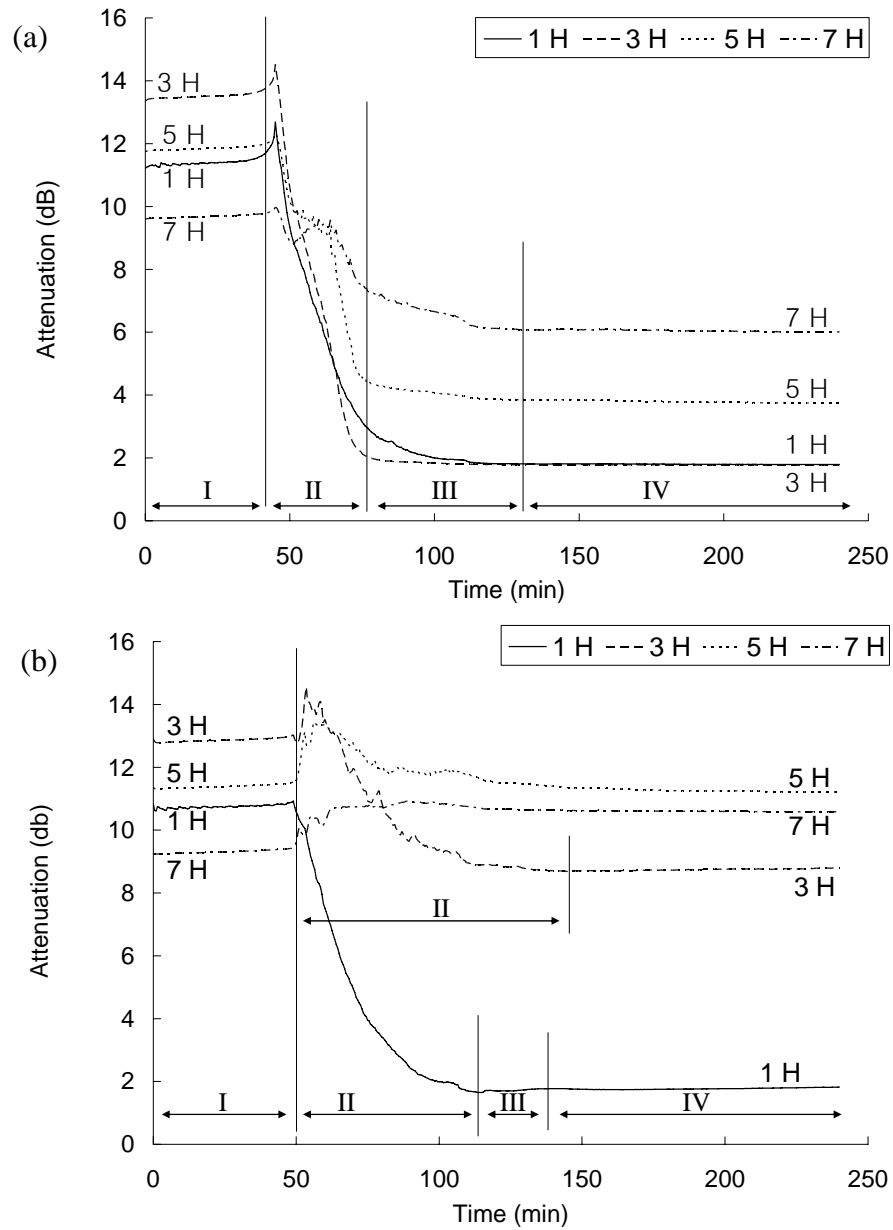 (a)
1 H 3 H 5 H 7 H
16
14
12
10
8
6
4
2
0
Attenuation (dB)
3 H
5 H
1 H
7 H
7 H
5 H
1 H
3 H
I II III IV
0 50 100 150 200 250
Time (min)
(b)
1 H 3 H 5 H 7 H
16
14
12
10
8
6
4
2
0
Attenuation (db)
3 H
5 H
1 H
7 H
5 H
7 H
3 H
II
1 H
I II III IV
0 50 100 150 200 250
Time (min)